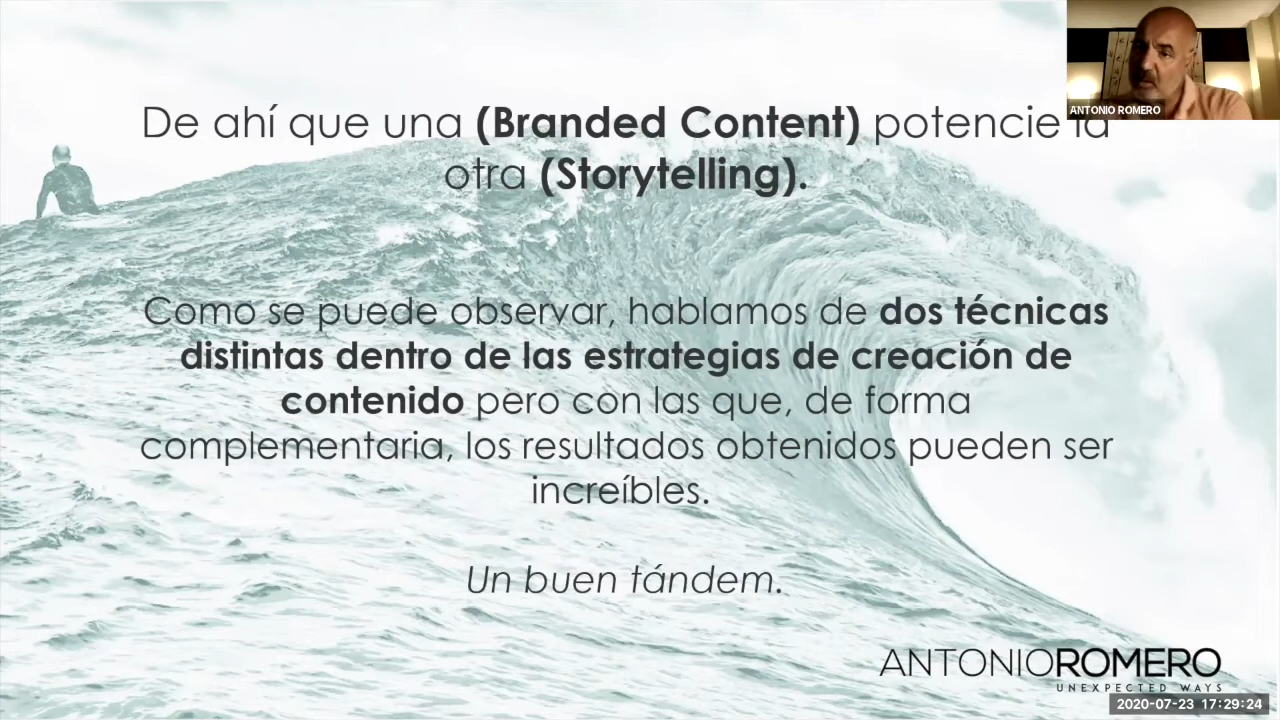 De ahí que una (Branded Content) potencie la
otra (Storytelling).
Como se puede observar, hablamos de dos técnicas
distintas dentro de las estrategias de creación de
contenido pero con las que, de forma
complementaria, los resultados obtenidos pueden ser
increíbles.
Un buen tándem.
ANTONIO ROMERO
ANTONIOROMERO
UNEXPECTED WAYS
2020-07-23 17:29:24